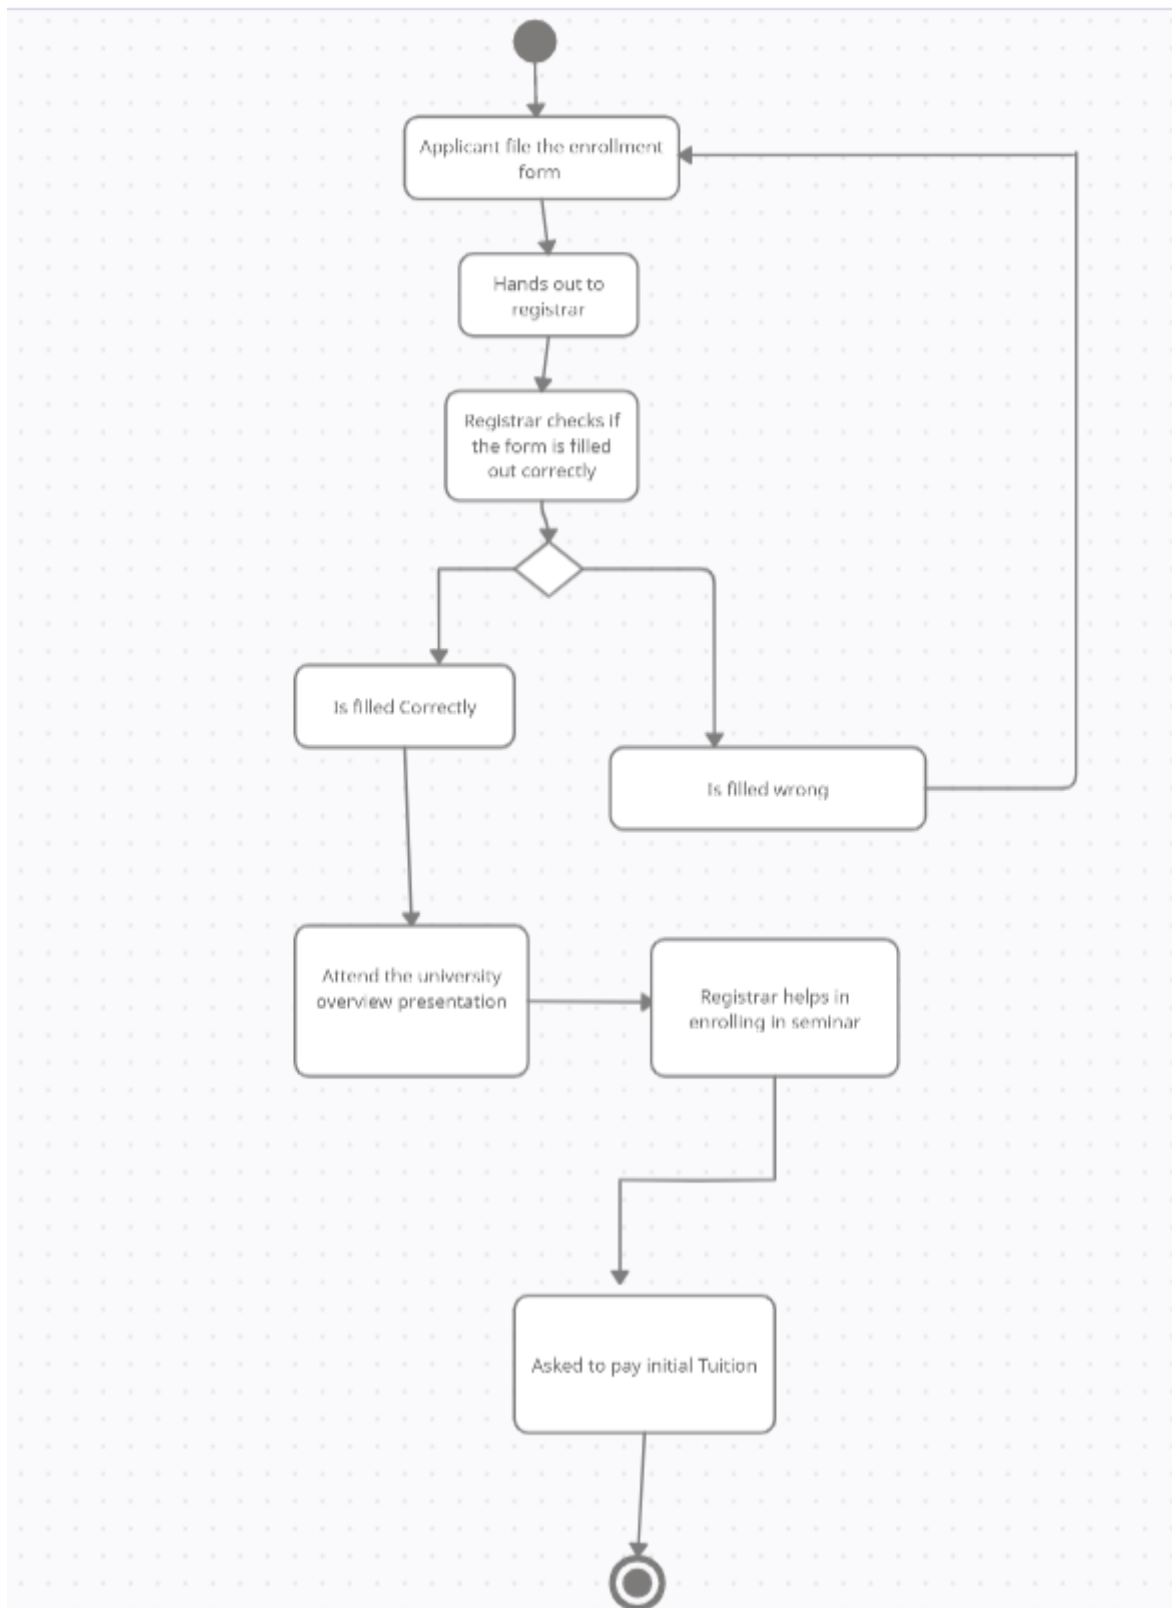 Applicant file the enrollment
form
Hands out to
registrar
Registrar checks if
the form is filled
out correctly
Is filled Correctly
Is filled wrong
Attend the university
overview presentation
Registrar helps in
enrolling in seminar
Asked to pay initial Tuition